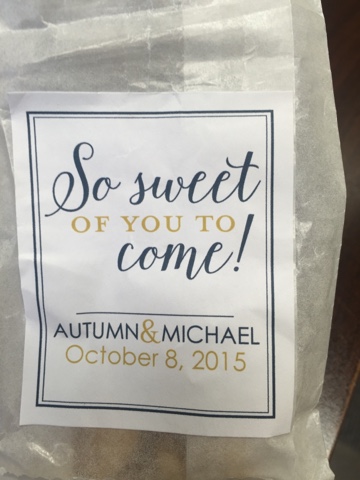 So sweet
OF YOU TO
come!
AUTUMN & MICHAEL
October 8, 2015